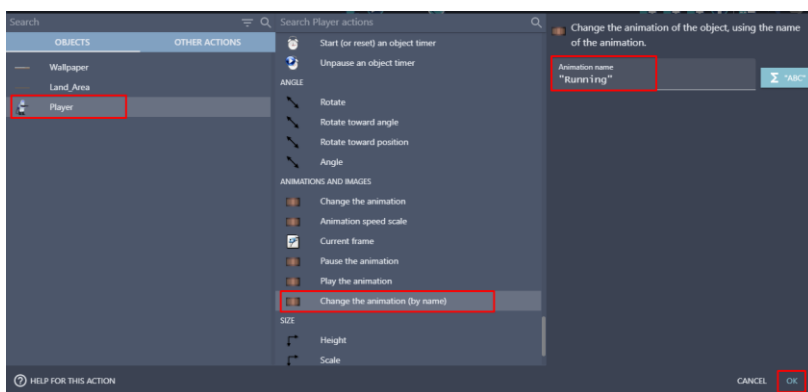 Search
OBJECTS
OTHER ACTIONS
Wallpaper
Land_Area
Player
Search Player actions
Start (or reset) an object timer
Unpause an object timer
ANGLE
Rotate
Rotate toward angle
Rotate toward position
Angle
ANIMATIONS AND IMAGES
Change the animation
Animation speed scale
Current frame
Pause the animation
Play the animation
Change the animation (by name)
SIZE
Height
Scale
Change the animation of the object, using the name
of the animation.
Animation name
"Running"
Σ "ABC"
HELP FOR THIS ACTION
CANCEL
OK